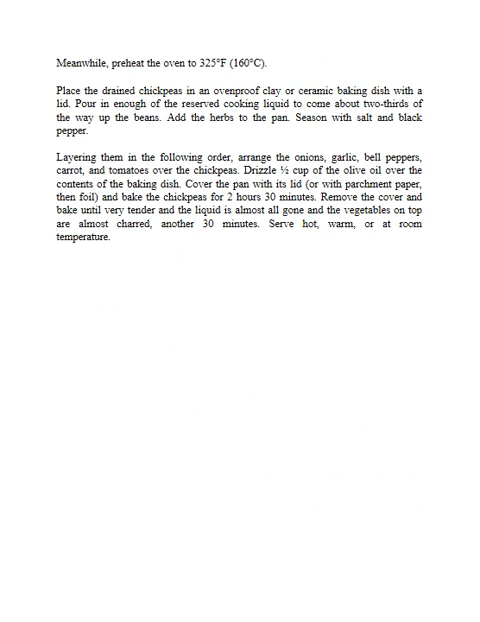 Meanwhile, preheat the oven to 325°F (160°C).
Place the drained chickpeas in an ovenproof clay or ceramic baking dish with a
lid. Pour in enough of the reserved cooking liquid to come about two-thirds of
the way up the beans. Add the herbs to the pan. Season with salt and black
pepper.
Layering them in the following order, arrange the onions, garlic, bell peppers,
carrot, and tomatoes over the chickpeas. Drizzle ½ cup of the olive oil over the
contents of the baking dish. Cover the pan with its lid (or with parchment paper,
then foil) and bake the chickpeas for 2 hours 30 minutes. Remove the cover and
bake until very tender and the liquid is almost all gone and the vegetables on top
are almost charred, another 30 minutes. Serve hot, warm, or at room
temperature.